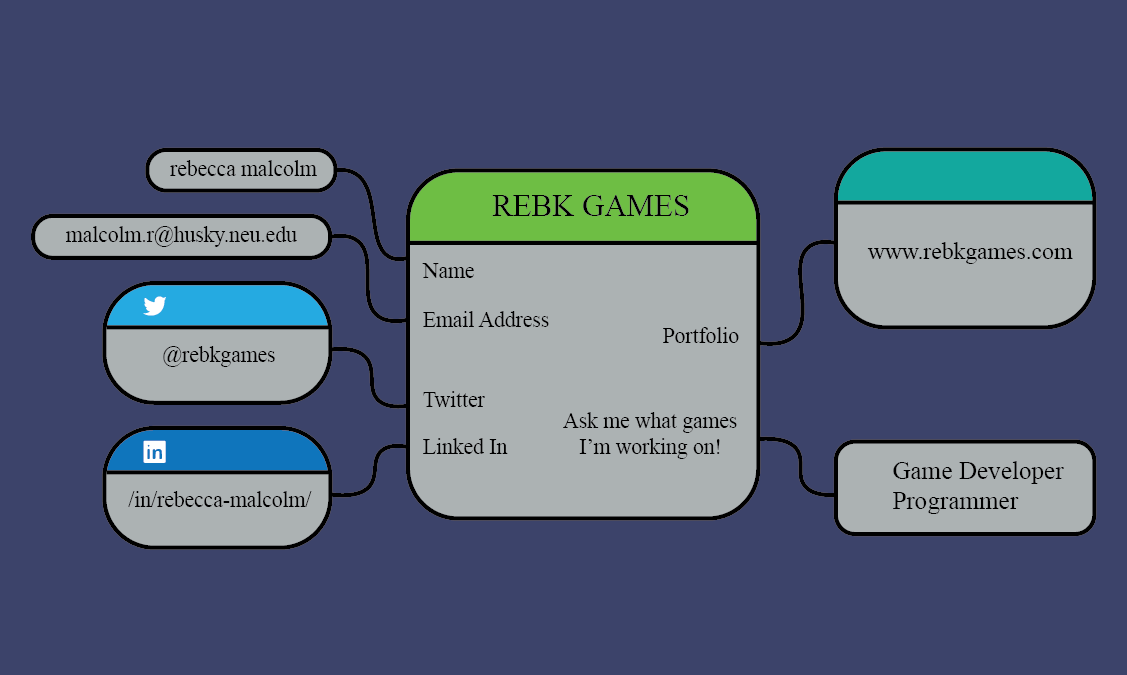 rebecca malcolm
malcolm.r@husky.neu.edu
@rebkgames
in
/in/rebecca-malcolm/
REBK GAMES
Name
Email Address
Portfolio
Twitter
Linked In
Ask me what games
I'm working on!
www.rebkgames.com
Game Developer
Programmer